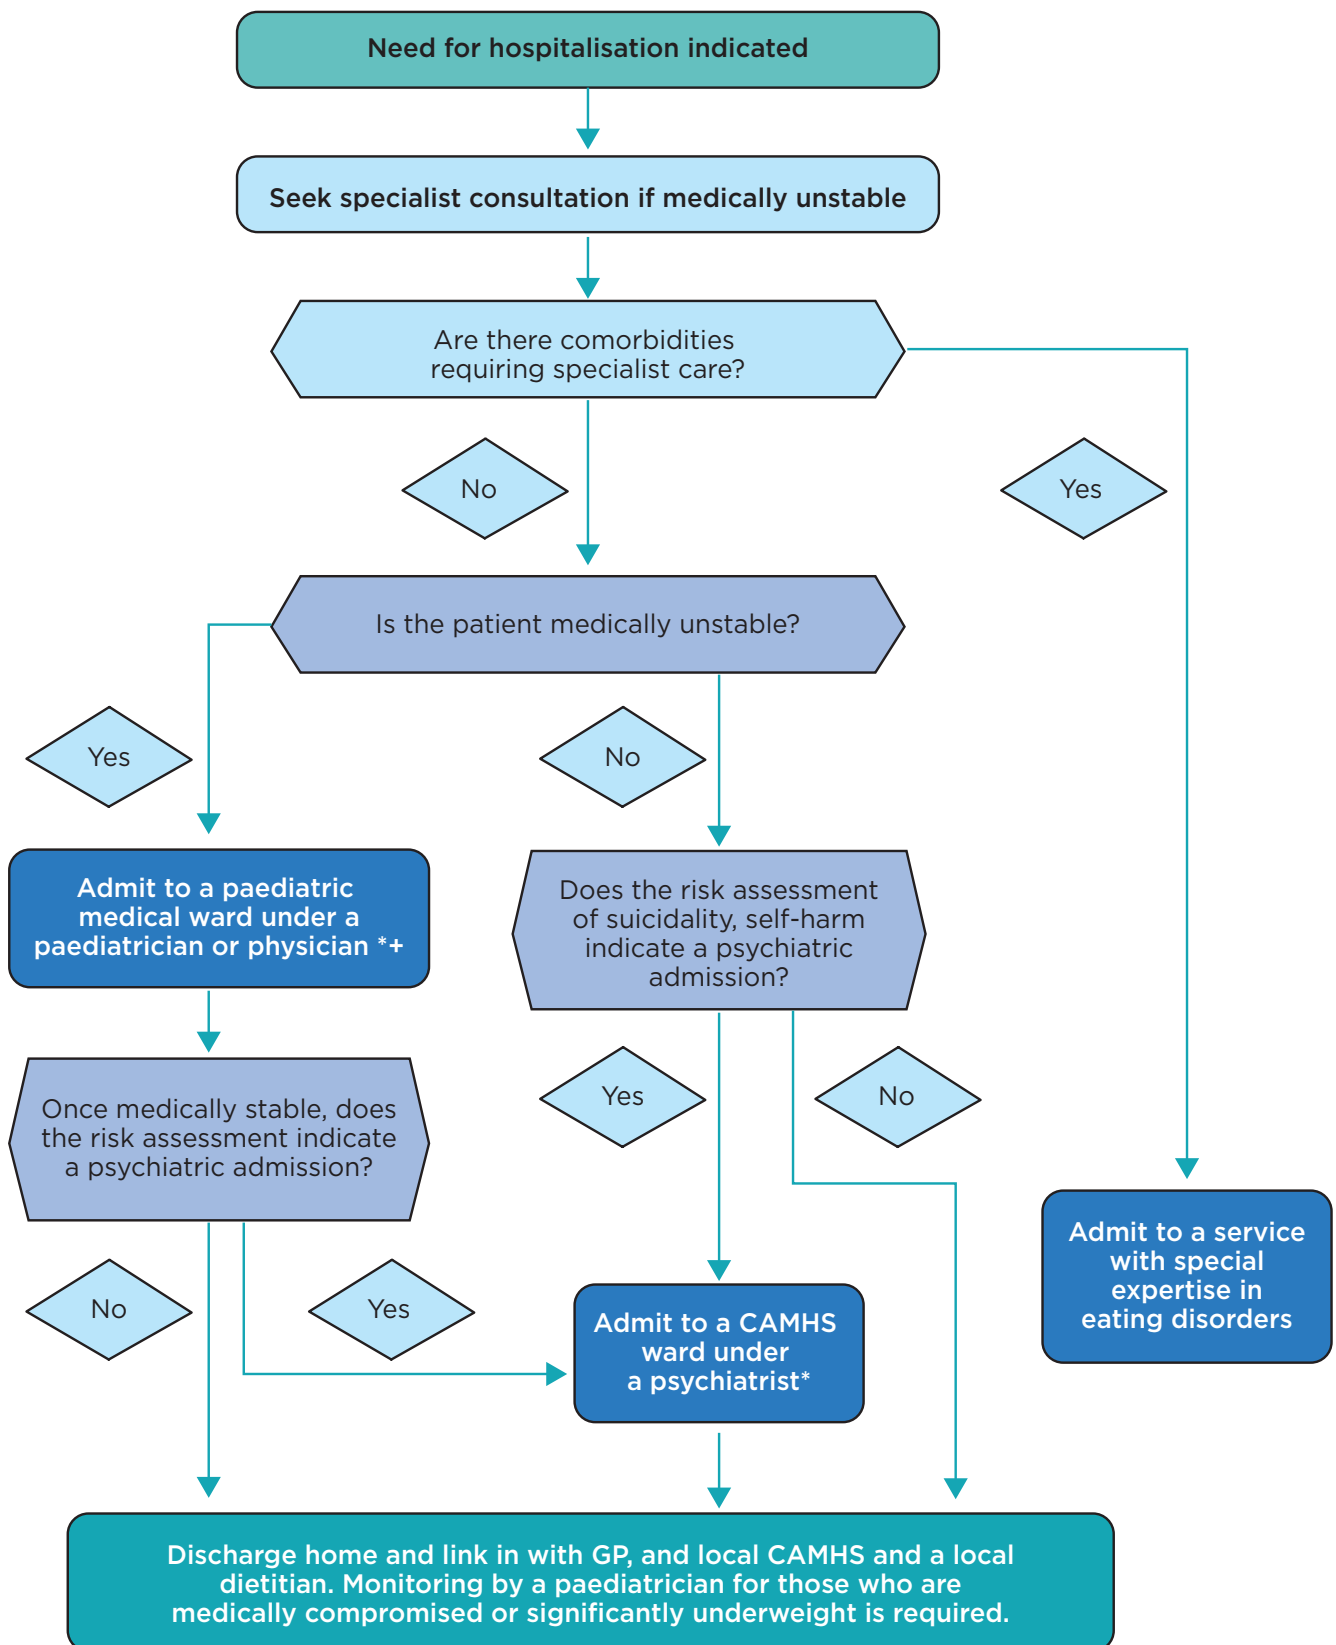 Need for hospitalisation indicated
Seek specialist consultation if medically unstable
Are there comorbidities
requiring specialist care?
No
Yes
Is the patient medically unstable?
Yes
No
Admit to a paediatric
medical ward under a
paediatrician or physician *+
Does the risk assessment
of suicidality, self-harm
indicate a psychiatric
admission?
Once medically stable, does
the risk assessment indicate
a psychiatric admission?
Yes
No
Admit to a service
with special
expertise in
eating disorders
No
Yes
Admit to a CAMHS
ward under
a psychiatrist*
Discharge home and link in with GP, and local CAMHS and a local
dietitian. Monitoring by a paediatrician for those who are
medically compromised or significantly underweight is required.